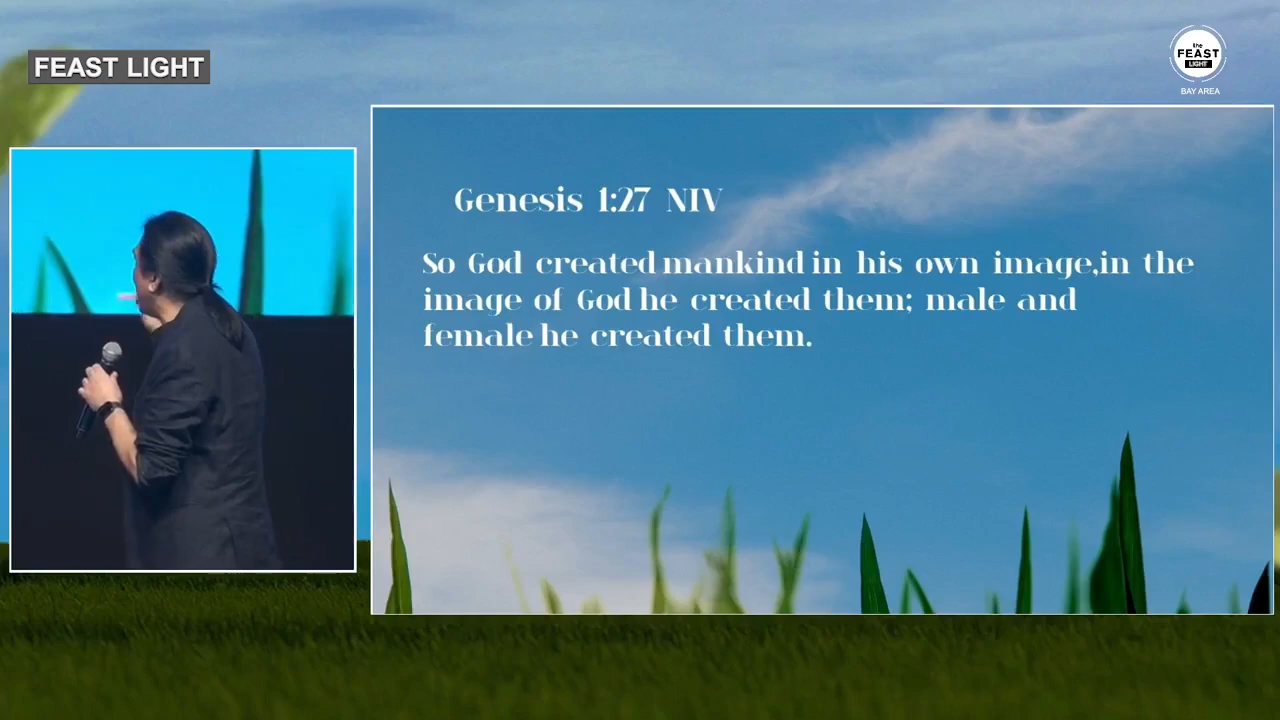 FEAST LIGHT
the
FEAST
LIGHT
BAY AREA
Genesis 1:27 NIV
So God created mankind in his own image,in the
image of God he created them; male and
female he created them.